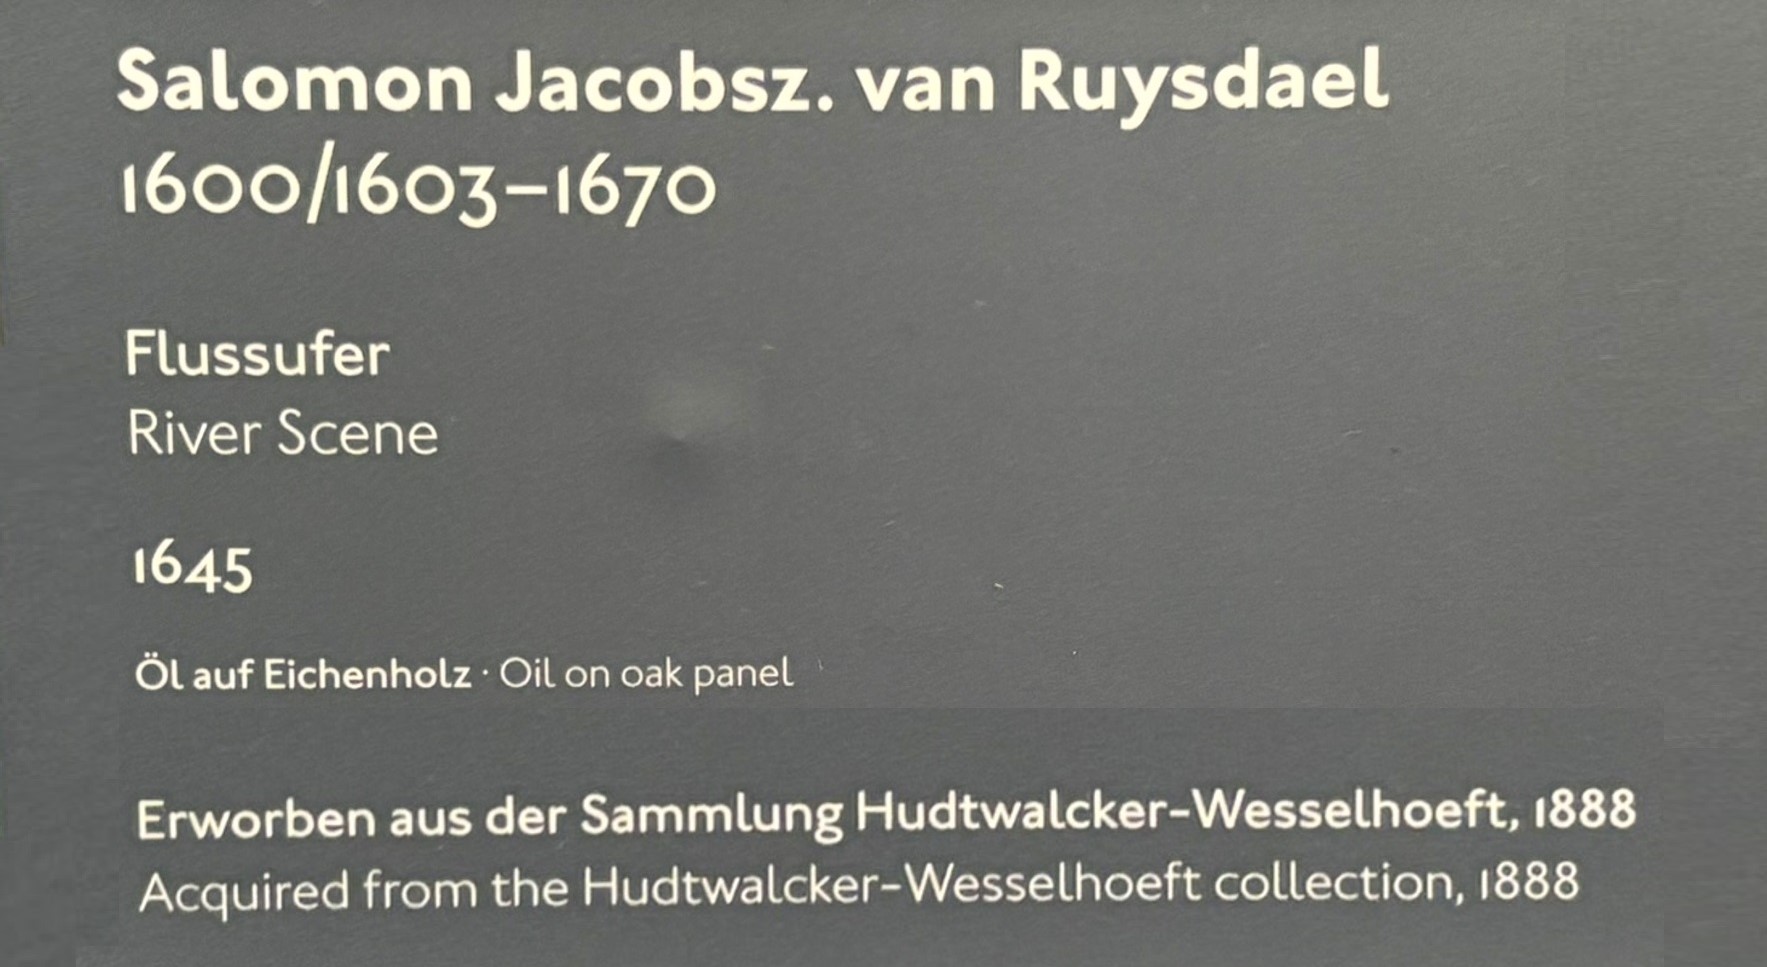 Salomon Jacobsz. van Ruysdael
1600/1603–1670
Flussufer
River Scene
1645
Öl auf Eichenholz · Oil on oak panel
Erworben aus der Sammlung Hudtwalcker-Wesselhoeft, 1888
Acquired from the Hudtwalcker-Wesselhoeft collection, 1888